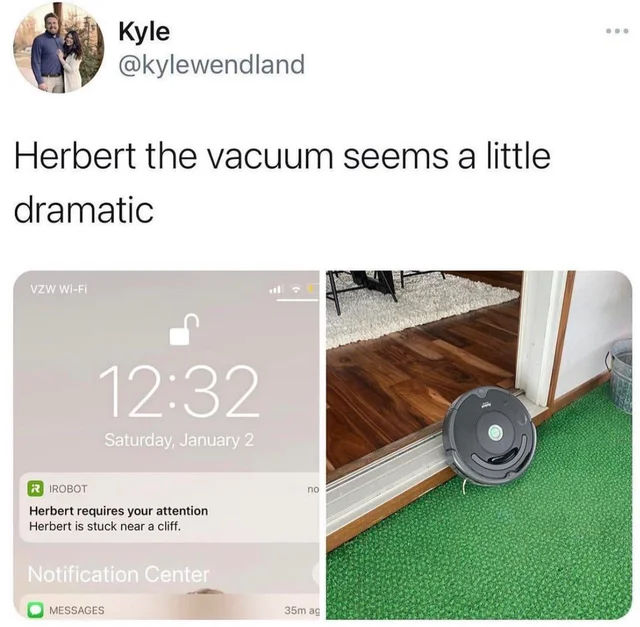 Kyle
@kylewendland
Herbert the vacuum seems a little
dramatic
VZW Wi-Fi
12:32
Saturday, January 2
IROBOT
no
Herbert requires your attention
Herbert is stuck near a cliff.
Notification Center
MESSAGES
35m ag